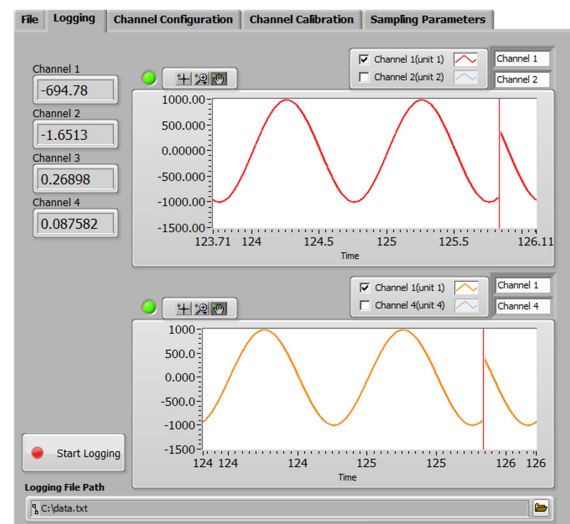 File Logging Channel Configuration Channel Calibration Sampling Parameters
Channel 1
-694.78
Channel 2
-1.6513
Channel 3
0.26898
Channel 4
0.087582
Channel 1(unit 1) Channel 1
Channel 2(unit 2) Channel 2
1000.00
500.000
0.00000
-500.000
-1000.00
-1500.00
123.71 124 124.5 125 125.5 126.11
Time
Channel 1(unit 1) Channel 1
Channel 4(unit 4) Channel 4
1000
500.0
0.000
-500.0
-1000
-1500
124 124 124 125 125 126 126
Time
Start Logging
Logging File Path
C:\data.txt